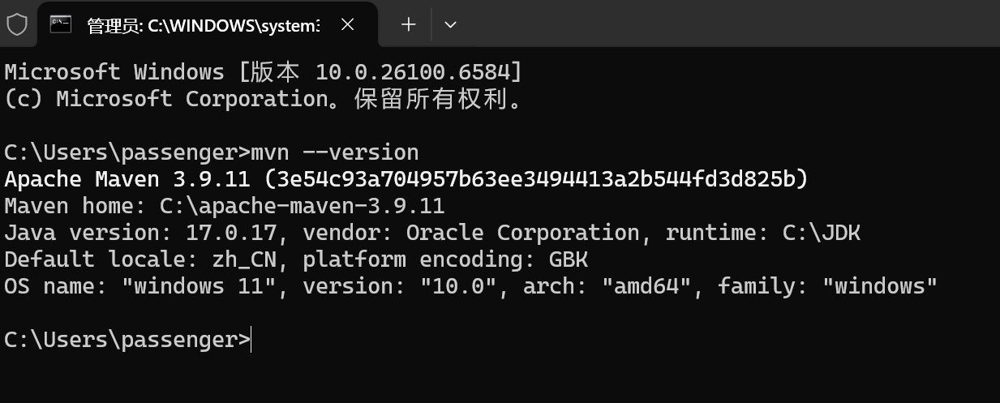 管理员: C:\WINDOWS\system3
Microsoft Windows [版本 10.0.26100.6584]
(c) Microsoft Corporation。保留所有权利。
C:\Users\passenger>mvn --version
Apache Maven 3.9.11 (3e54c93a704957b63ee3494413a2b544fd3d825b)
Maven home: C:\apache-maven-3.9.11
Java version: 17.0.17, vendor: Oracle Corporation, runtime: C:\JDK
Default locale: zh_CN, platform encoding: GBK
OS name: "windows 11", version: "10.0", arch: "amd64", family: "windows"
C:\Users\passenger>